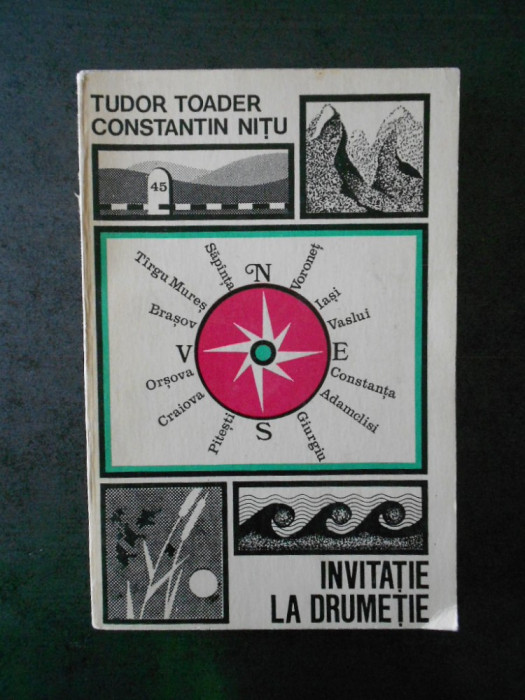 TUDOR TOADER
CONSTANTIN NIȚU
45
Tîrgu Mureș
Săpînța
N
Voroneț
Brașov
Iași
Vaslui
V
E
Orșova
Constanța
Craiova
Adamclisi
Pitești
S
Giurgiu
INVITAȚIE
LA DRUMEȚIE